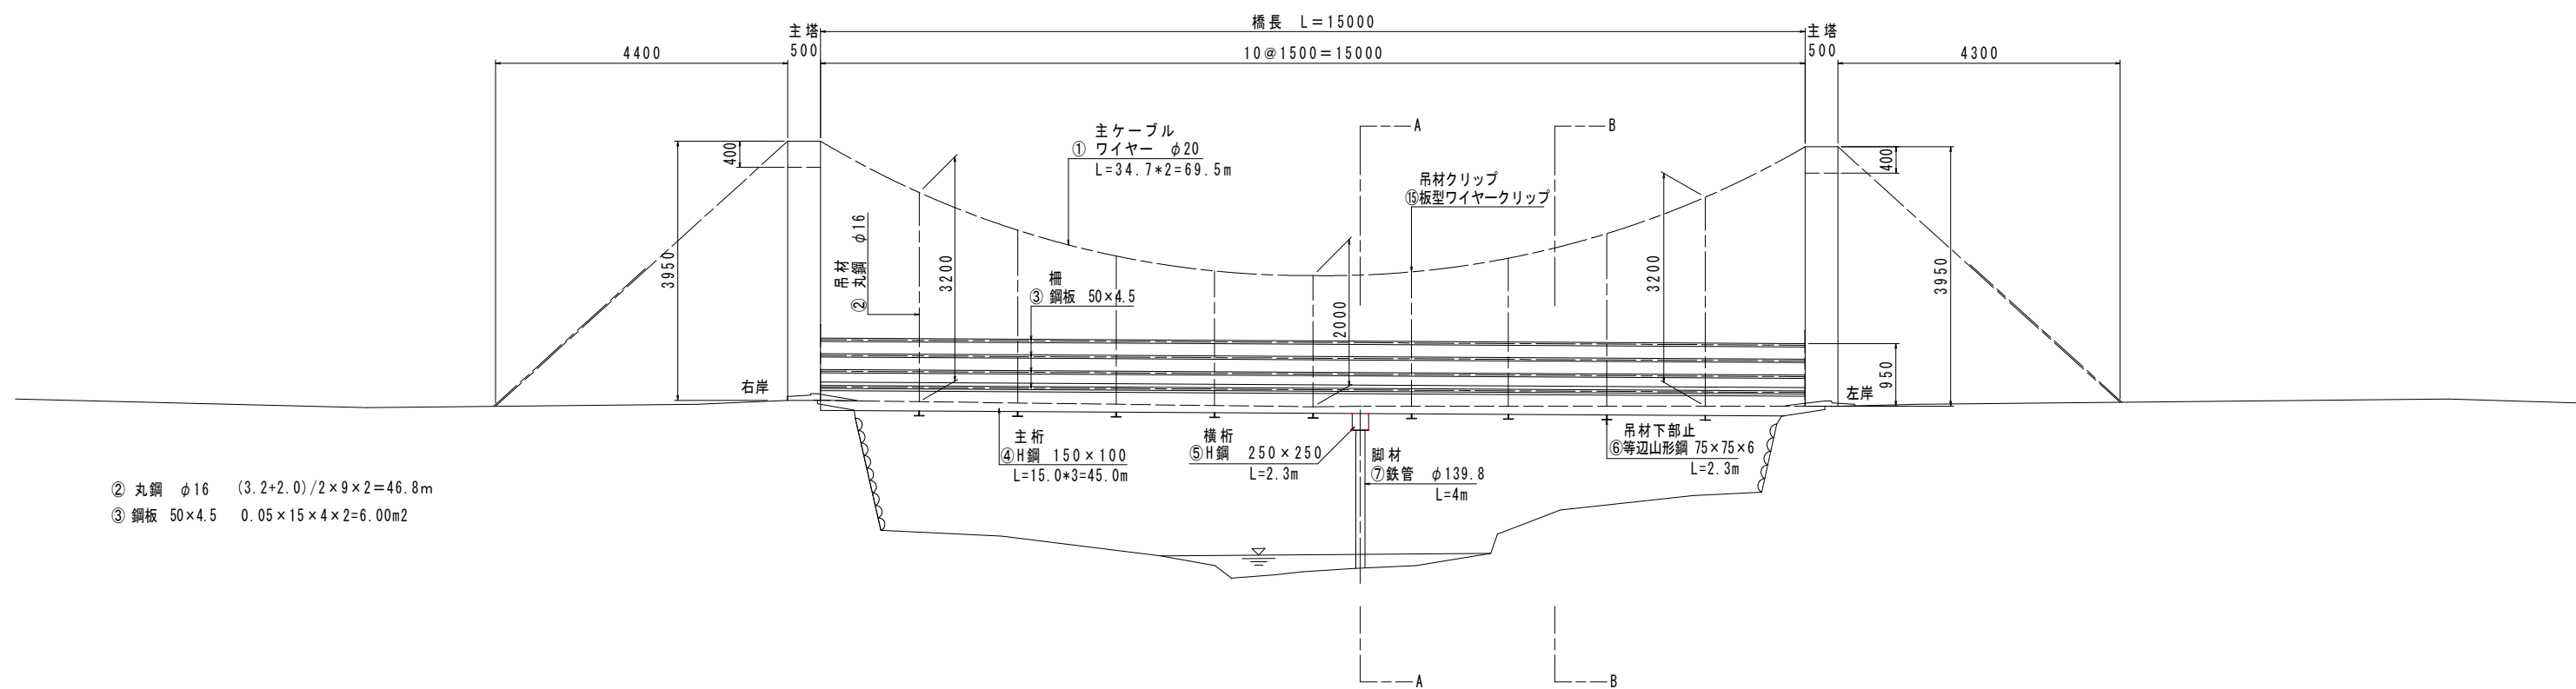 橋長 L=15000
主塔
500
主塔
500
4400
10@1500=15000
4300
主ケーブル
① ワイヤー φ20
L=34.7*2=69.5m
A
B
400
400
吊材クリップ
⑮板型ワイヤークリップ
3950
吊材
② 丸鋼 φ16
3200
柵
③ 鋼板 50×4.5
2000
3200
3950
950
右岸
左岸
主桁
④H鋼 150×100
L=15.0*3=45.0m
横桁
⑤H鋼 250×250
L=2.3m
脚材
⑦鉄管 φ139.8
L=4m
吊材下部止
⑥等辺山形鋼 75×75×6
L=2.3m
② 丸鋼 φ16 (3.2+2.0)/2×9×2=46.8m
③ 鋼板 50×4.5 0.05×15×4×2=6.00m2
A
B